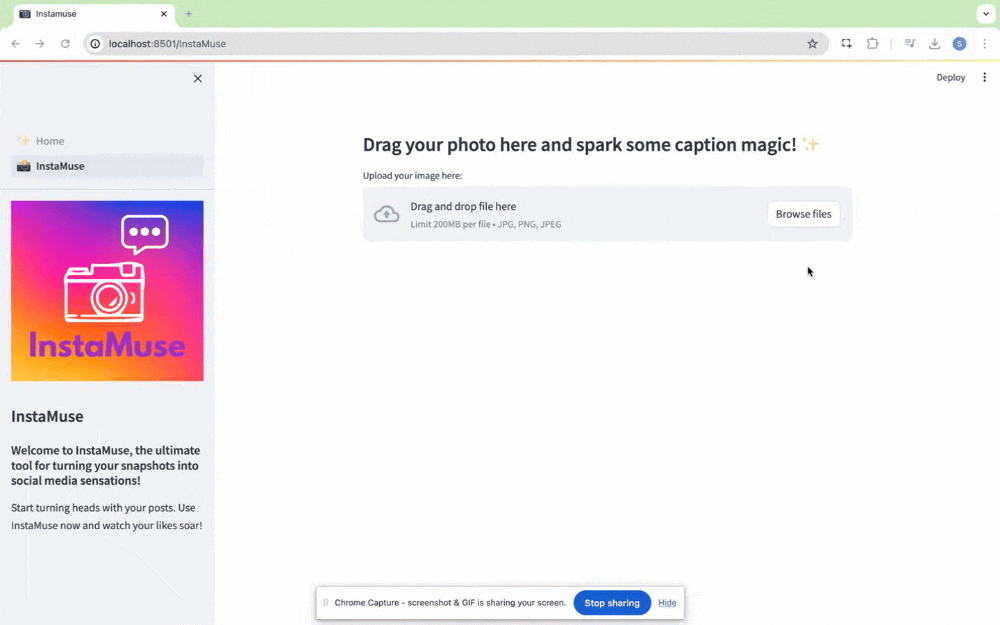 Instamuse
localhost:8501/InstaMuse
S
Deploy
Home
InstaMuse
InstaMuse
InstaMuse
Welcome to InstaMuse, the ultimate
tool for turning your snapshots into
social media sensations!
Start turning heads with your posts. Use
InstaMuse now and watch your likes soar!
Drag your photo here and spark some caption magic! ✨
Upload your image here:
Drag and drop file here
Limit 200MB per file • JPG, PNG, JPEG
Browse files
Chrome Capture - screenshot & GIF is sharing your screen.
Stop sharing
Hide